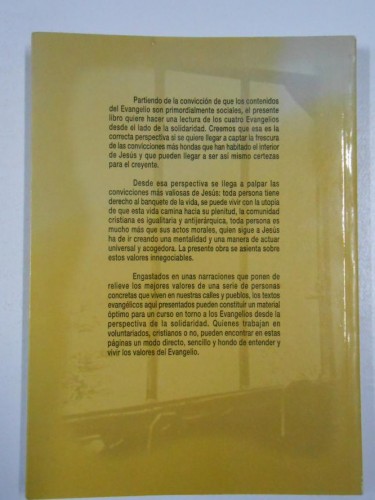 Partiendo de la convicción de que los contenidos
del Evangelio son primordialmente sociales, el presente
libro quiere hacer una lectura de los cuatro Evangelios
desde el lado de la solidaridad. Creemos que esa es la
correcta perspectiva si se quiere llegar a captar la frescura
de las convicciones más hondas que han habitado el interior
de Jesús y que pueden llegar a ser así mismo certezas
para el creyente.
Desde esa perspectiva se llega a palpar las
convicciones más valiosas de Jesús: toda persona tiene
derecho al banquete de la vida, se puede vivir con la utopía
de que esta vida camina hacia su plenitud, la comunidad
cristiana es igualitaria y antijerárquica, toda persona es
mucho más que sus actos morales, quien sigue a Jesús
ha de ir creando una mentalidad y una manera de actuar
universal y acogedora. La presente obra se asienta sobre
estos valores innegociables.
Engastados en unas narraciones que ponen de
relieve los mejores valores de una serie de personas
concretas que viven en nuestras calles y pueblos, los textos
evangélicos aquí presentados pueden constituir un material
óptimo para un curso en torno a los Evangelios desde la
perspectiva de la solidaridad. Quienes trabajan en
voluntariados, cristianos o no, pueden encontrar en estas
páginas un modo directo, sencillo y hondo de entender y
vivir los valores del Evangelio.